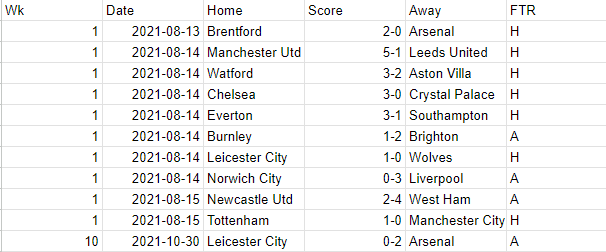 Wk Date Home Score Away FTR
1 2021-08-13 Brentford 2-0 Arsenal H
1 2021-08-14 Manchester Utd 5-1 Leeds United H
1 2021-08-14 Watford 3-2 Aston Villa H
1 2021-08-14 Chelsea 3-0 Crystal Palace H
1 2021-08-14 Everton 3-1 Southampton H
1 2021-08-14 Burnley 1-2 Brighton A
1 2021-08-14 Leicester City 1-0 Wolves H
1 2021-08-14 Norwich City 0-3 Liverpool A
1 2021-08-15 Newcastle Utd 2-4 West Ham A
1 2021-08-15 Tottenham 1-0 Manchester City H
10 2021-10-30 Leicester City 0-2 Arsenal A